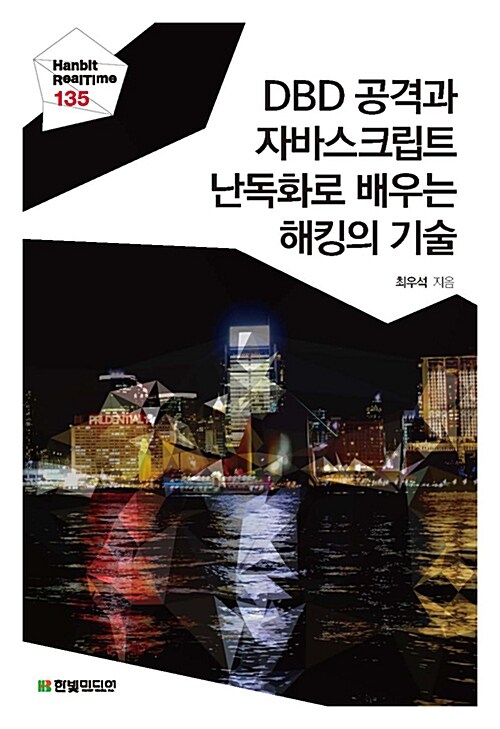 Hanbit
RealTime
135
DBD 공격과
자바스크립트
난독화로 배우는
해킹의 기술
최우석 지음
PRUDENTIAL
한빛미디어